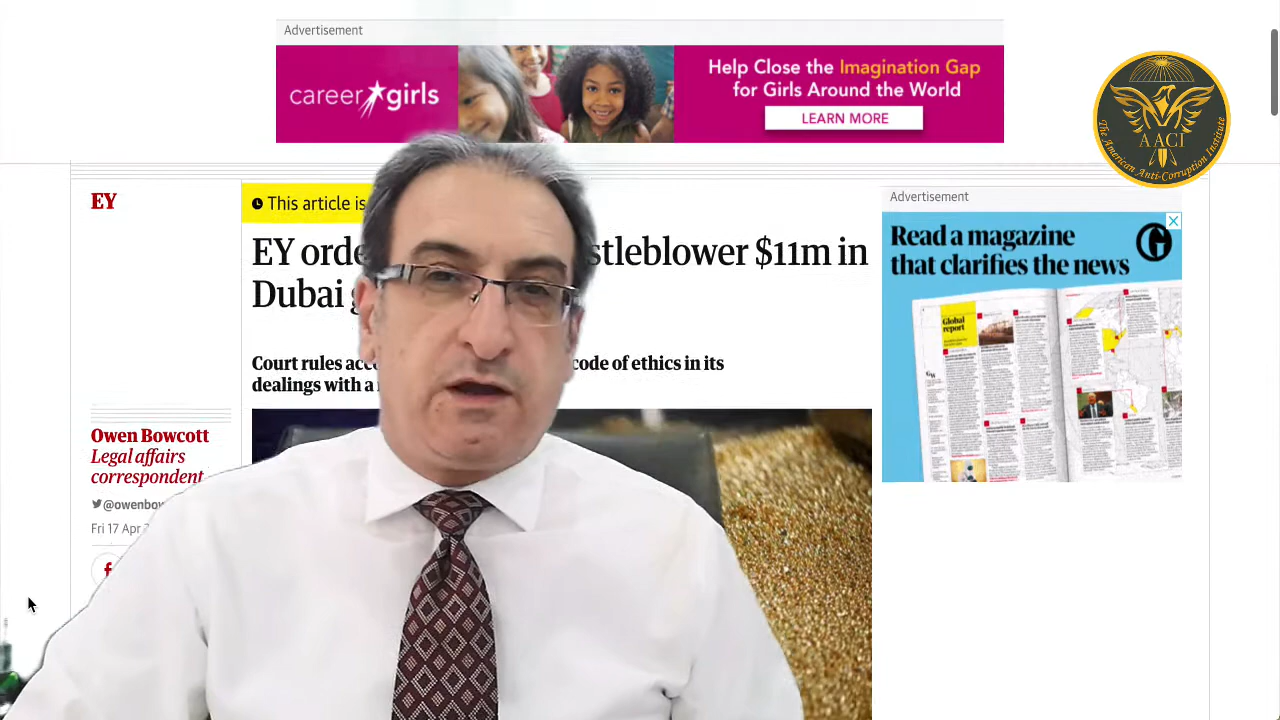 Advertisement
career girls
Help Close the Imagination Gap
for Girls Around the World
LEARN MORE
AACI
The American Anti-Corruption Institute
EY
This article is
EY orde stleblower $11m in
Dubai
Court rules acc code of ethics in its
dealings with a
Owen Bowcott
Legal affairs
correspondent
@owenbow
Fri 17 Apr
Advertisement
Read a magazine
that clarifies the news
Global
report